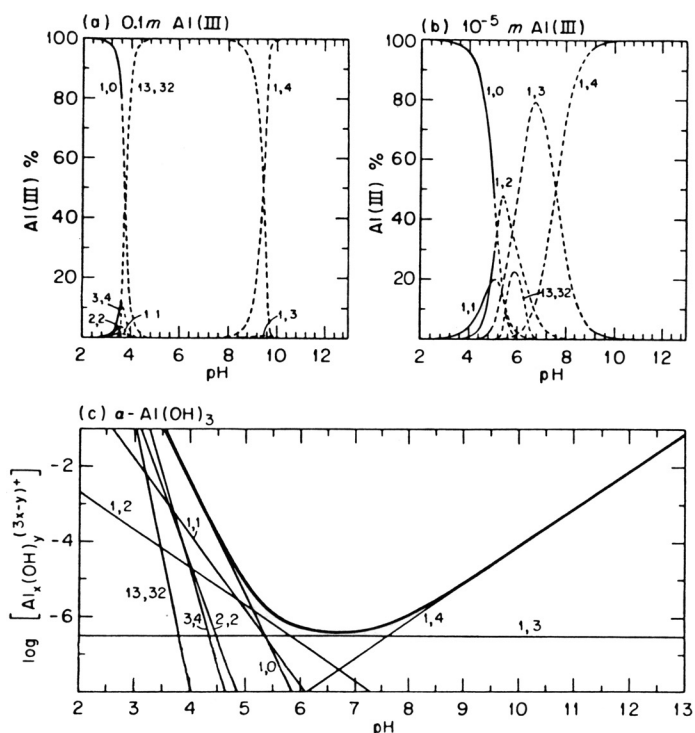 (a) 0.1m Al(III)
100
80
60
40
20
Al(III) %
1,0
13,32
1,4
3,4
2,2
1,1
1,3
2 4 6 8 10 12
pH
(b) 10⁻⁵ m Al(III)
100
80
60
40
20
Al(III) %
1,0
1,3
1,4
1,2
1,1
13,32
2 4 6 8 10 12
pH
(c) α-Al(OH)₃
-2
-4
-6
log [Alₓ(OH)ᵧ^(3x-y)+]
1,2
1,1
13,32
3,4
2,2
1,0
1,4
1,3
2 3 4 5 6 7 8 9 10 11 12 13
pH